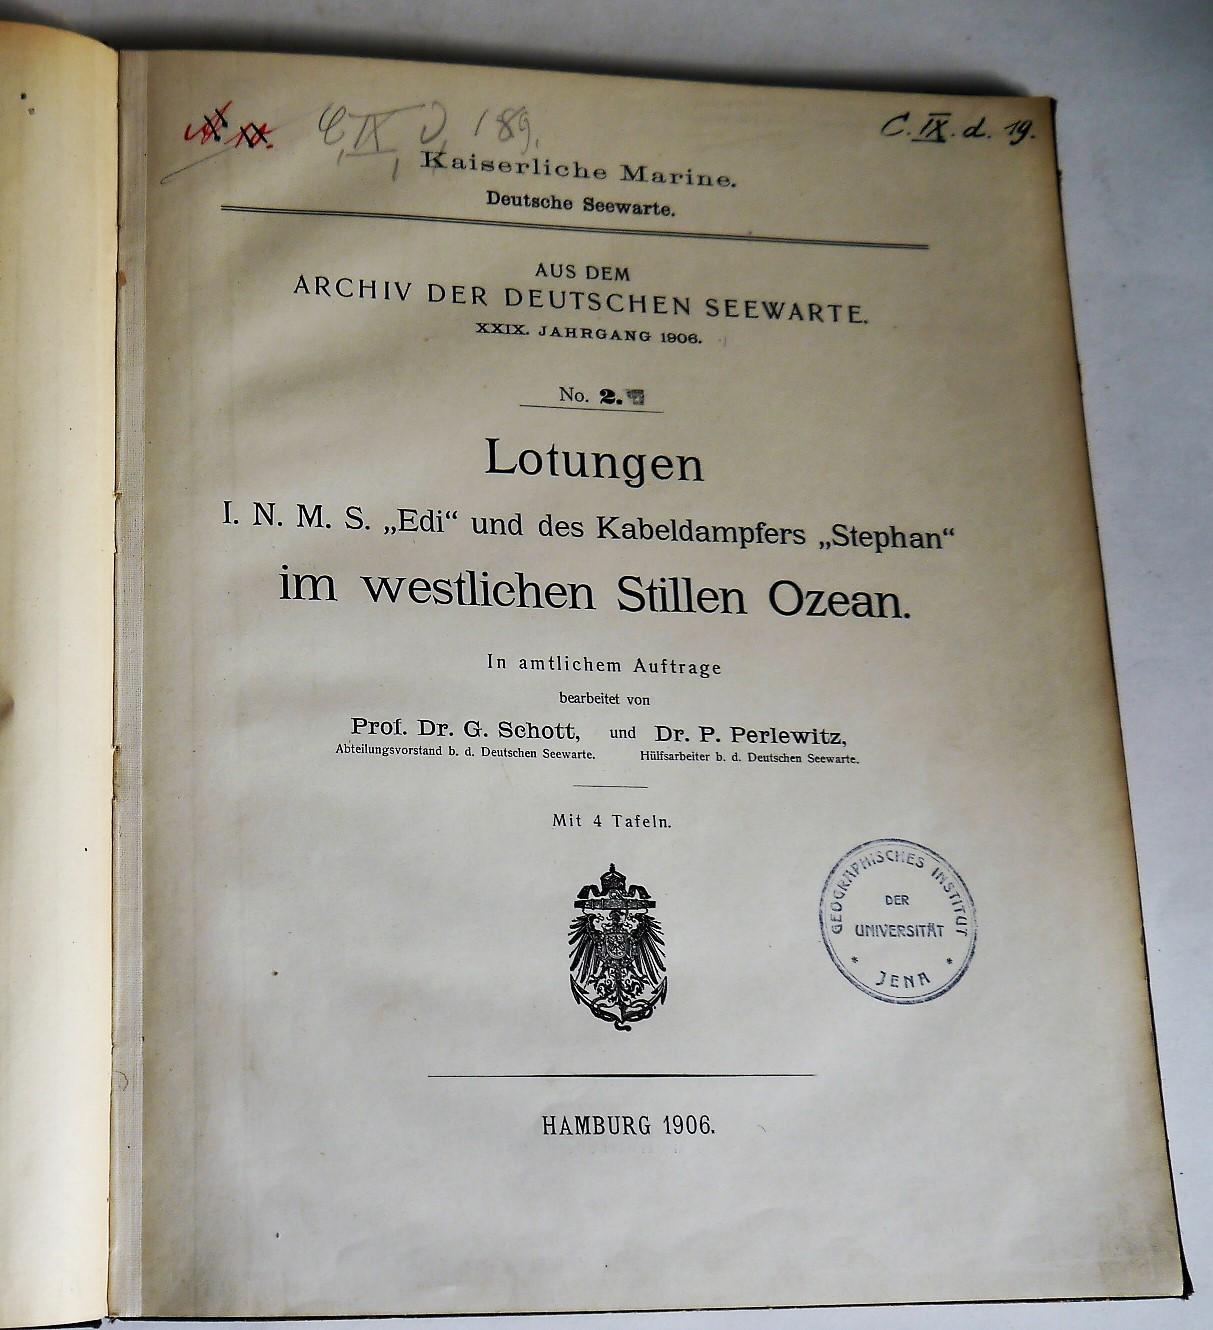 C. IX. d. 189.
C. IX. d. 19.
Kaiserliche Marine.
Deutsche Seewarte.
AUS DEM
ARCHIV DER DEUTSCHEN SEEWARTE.
XXIX. JAHRGANG 1906.
No. 2.
Lotungen
I. N. M. S. „Edi“ und des Kabeldampfers „Stephan“
im westlichen Stillen Ozean.
In amtlichem Auftrage
bearbeitet von
Prof. Dr. G. Schott, und Dr. P. Perlewitz,
Abteilungsvorstand b. d. Deutschen Seewarte. Hülfsarbeiter b. d. Deutschen Seewarte.
Mit 4 Tafeln.
GEOGRAPHISCHES INSTITUT
DER
UNIVERSITÄT
* JENA *
HAMBURG 1906.